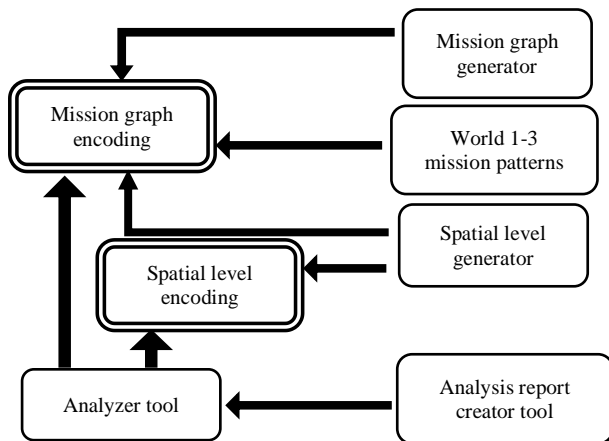 Mission graph
generator
Mission graph
encoding
World 1-3
mission patterns
Spatial level
generator
Spatial level
encoding
Analyzer tool
Analysis report
creator tool